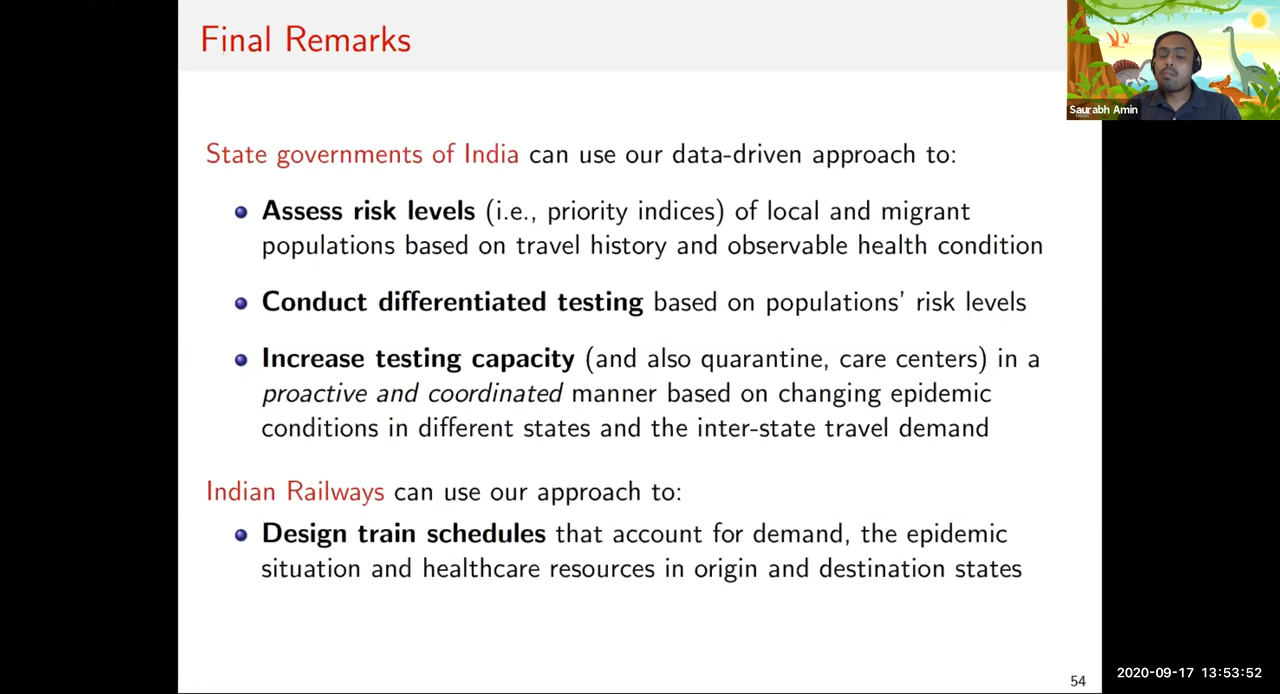 Final Remarks
Saurabh Amin
State governments of India can use our data-driven approach to:
Assess risk levels (i.e., priority indices) of local and migrant
populations based on travel history and observable health condition
Conduct differentiated testing based on populations' risk levels
Increase testing capacity (and also quarantine, care centers) in a
proactive and coordinated manner based on changing epidemic
conditions in different states and the inter-state travel demand
Indian Railways can use our approach to:
Design train schedules that account for demand, the epidemic
situation and healthcare resources in origin and destination states
54
2020-09-17 13:53:52